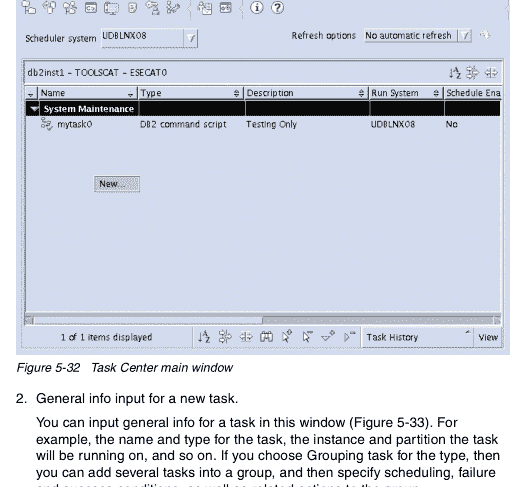 Scheduler system UDBLNX08 Refresh options No automatic refresh
db2inst1 - TOOLSCAT - ESECAT0
Name Type Description Run System Schedule Ena
System Maintenance
mytask0 DB2 command script Testing Only UDBLNX08 No
New...
1 of 1 items displayed Task History View
Figure 5-32 Task Center main window
2. General info input for a new task.
You can input general info for a task in this window (Figure 5-33). For
example, the name and type for the task, the instance and partition the task
will be running on, and so on. If you choose Grouping task for the type, then
you can add several tasks into a group, and then specify scheduling, failure